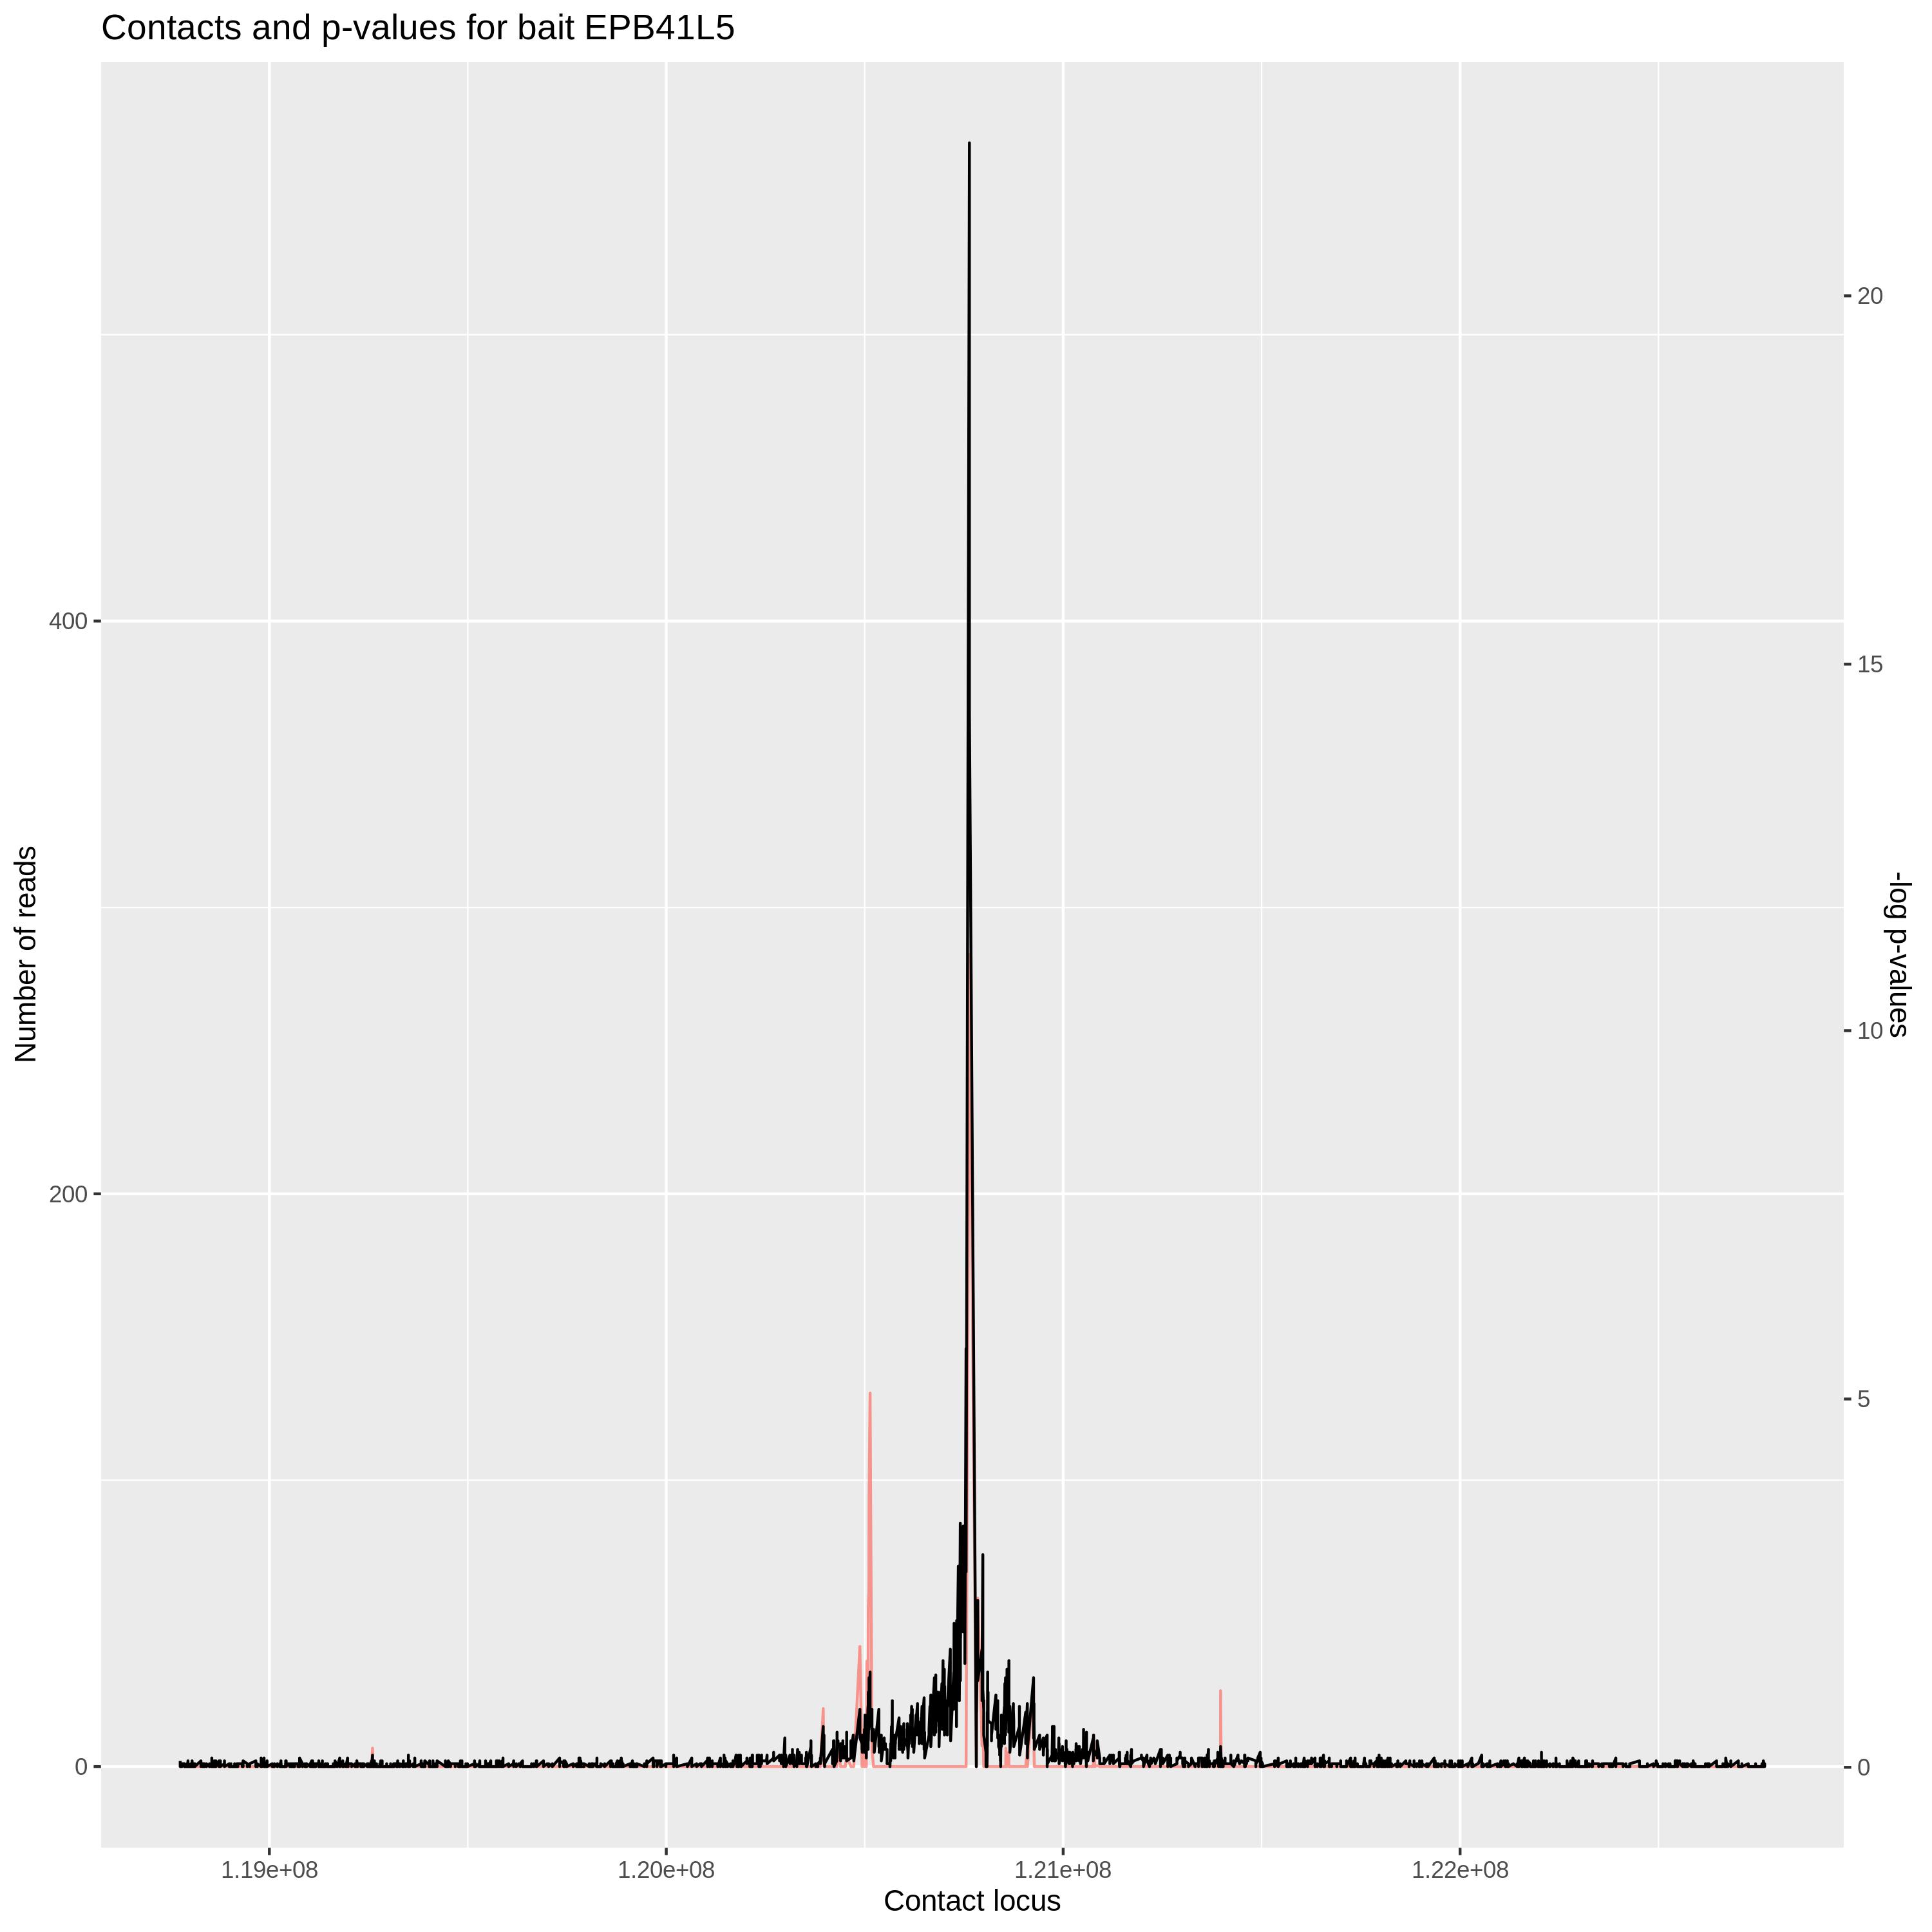 Contacts and p-values for bait EPB41L5
Number of reads
400
200
0
20
15
10
5
0
-log p-values
1.19e+08
1.20e+08
1.21e+08
1.22e+08
Contact locus